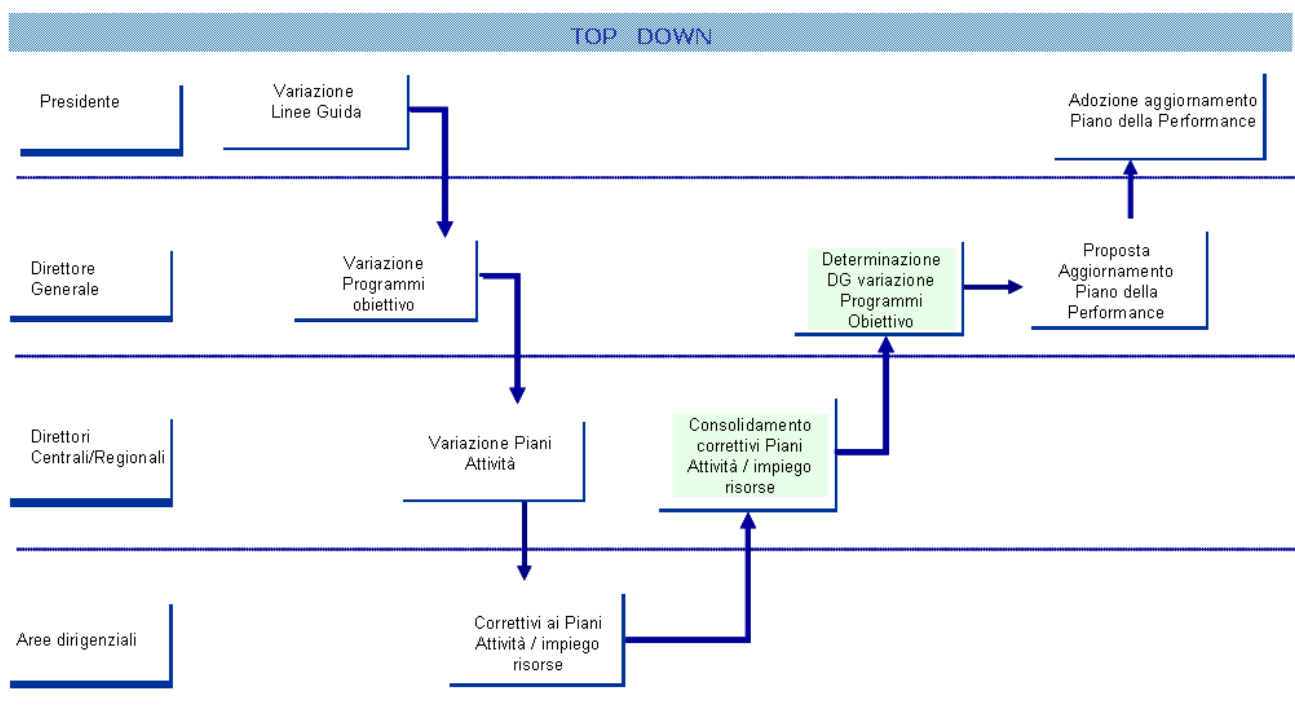 TOP DOWN
Presidente
Variazione
Linee Guida
Adozione aggiornamento
Piano della Performance
Direttore
Generale
Variazione
Programmi
obiettivo
Determinazione
DG variazione
Programmi
Obiettivo
Proposta
Aggiornamento
Piano della
Performance
Direttori
Centrali/Regionali
Variazione Piani
Attività
Consolidamento
correttivi Piani
Attività / impiego
risorse
Aree dirigenziali
Correttivi ai Piani
Attività / impiego
risorse